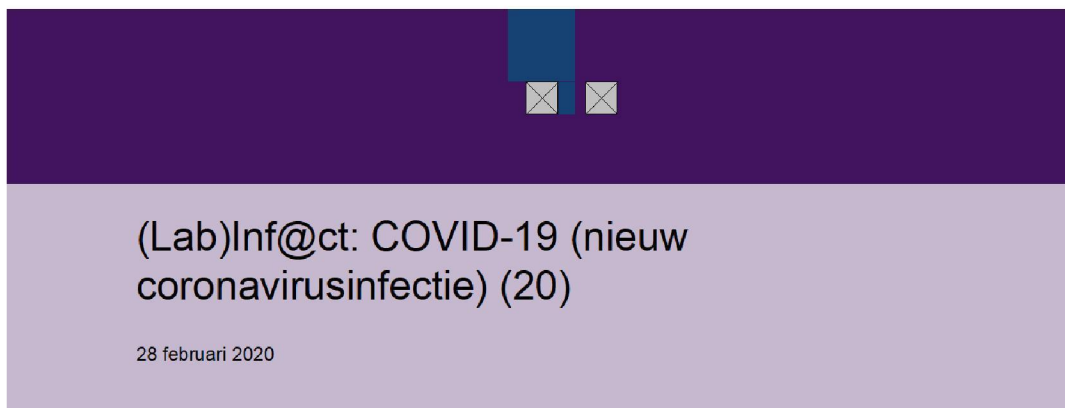 (Lab)Inf@ct: COVID-19 (nieuw
coronavirusinfectie) (20)
28 februari 2020